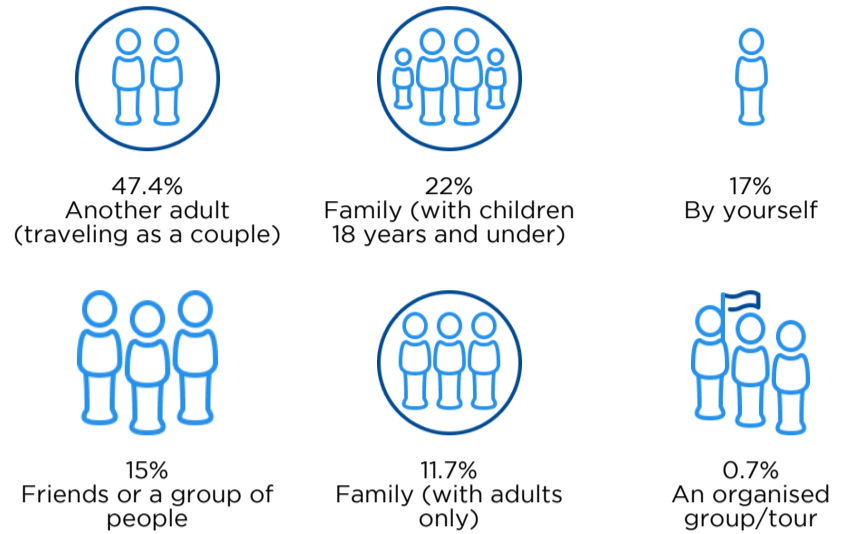 47.4%
Another adult
(traveling as a couple)
22%
Family (with children
18 years and under)
17%
By yourself
15%
Friends or a group of
people
11.7%
Family (with adults
only)
0.7%
An organised
group/tour